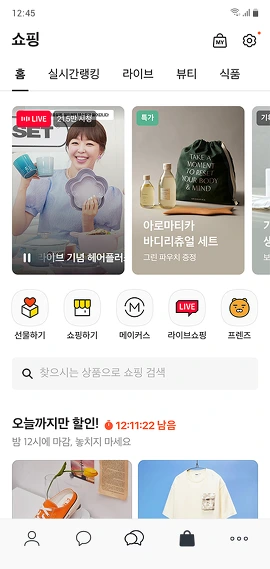 12:45
쇼핑
MY
홈 실시간랭킹 라이브 뷰티 식품
LIVE 21.5만 시청
SET
라이브 기념 헤어플러스
특가
TAKE A
MOMENT
TO RESET
YOUR BODY
& MIND
아로마티카
바디리츄얼 세트
그린 파우치 증정
M
LIVE
선물하기 쇼핑하기 메이커스 라이브쇼핑 프렌즈
찾으시는 상품으로 쇼핑 검색
오늘까지만 할인! 12:11:22 남음
밤 12시에 마감, 놓치지 마세요